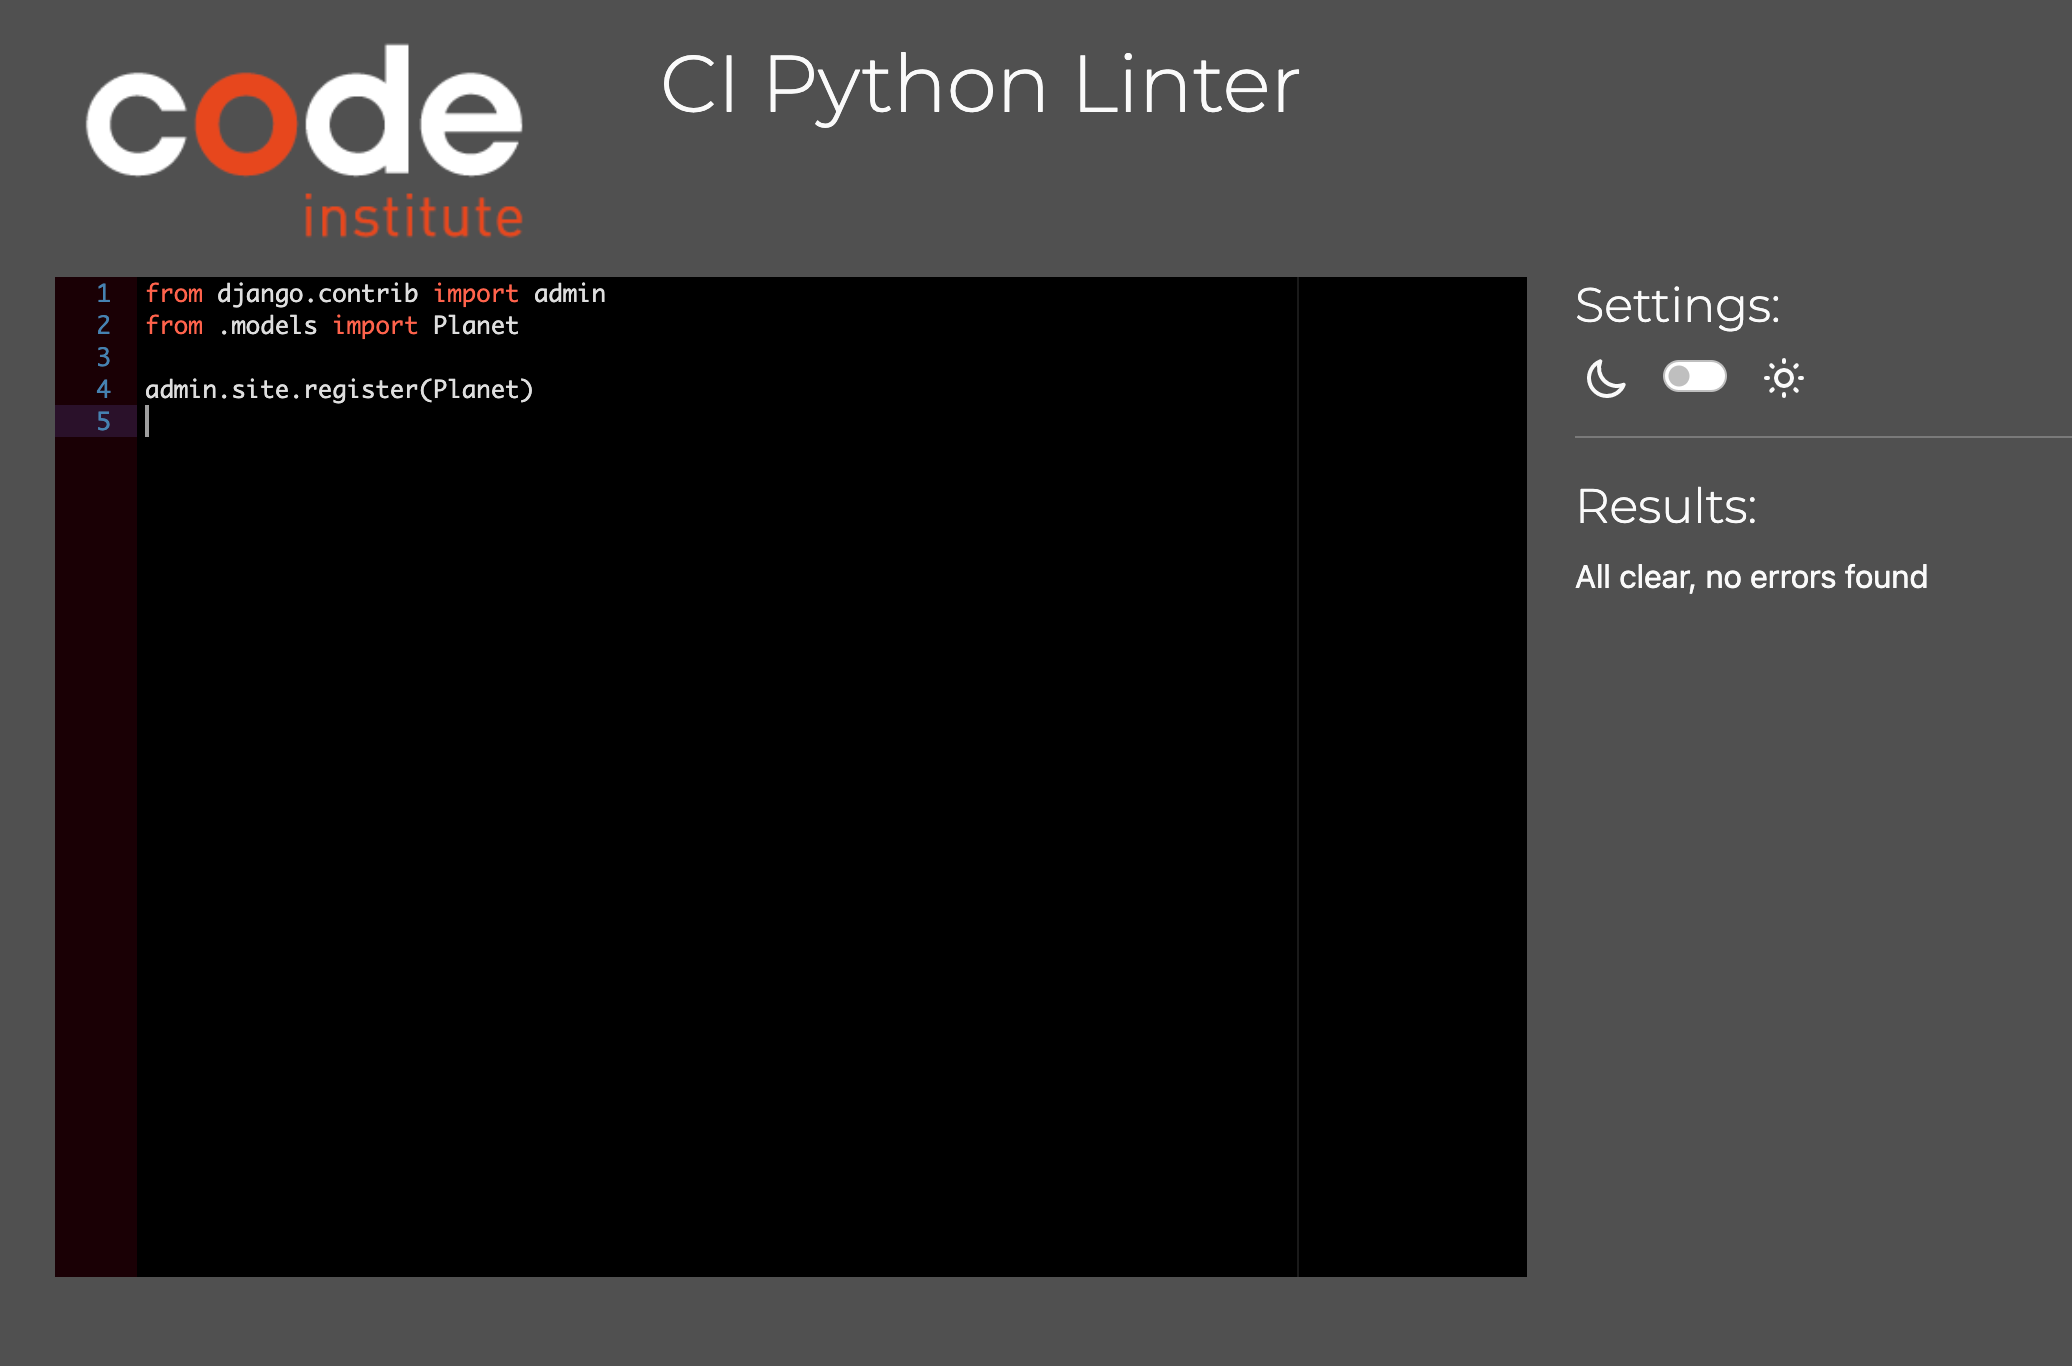 code
institute
CI Python Linter
1 from django.contrib import admin
2 from .models import Planet
3
4 admin.site.register(Planet)
5
Settings:
Results:
All clear, no errors found